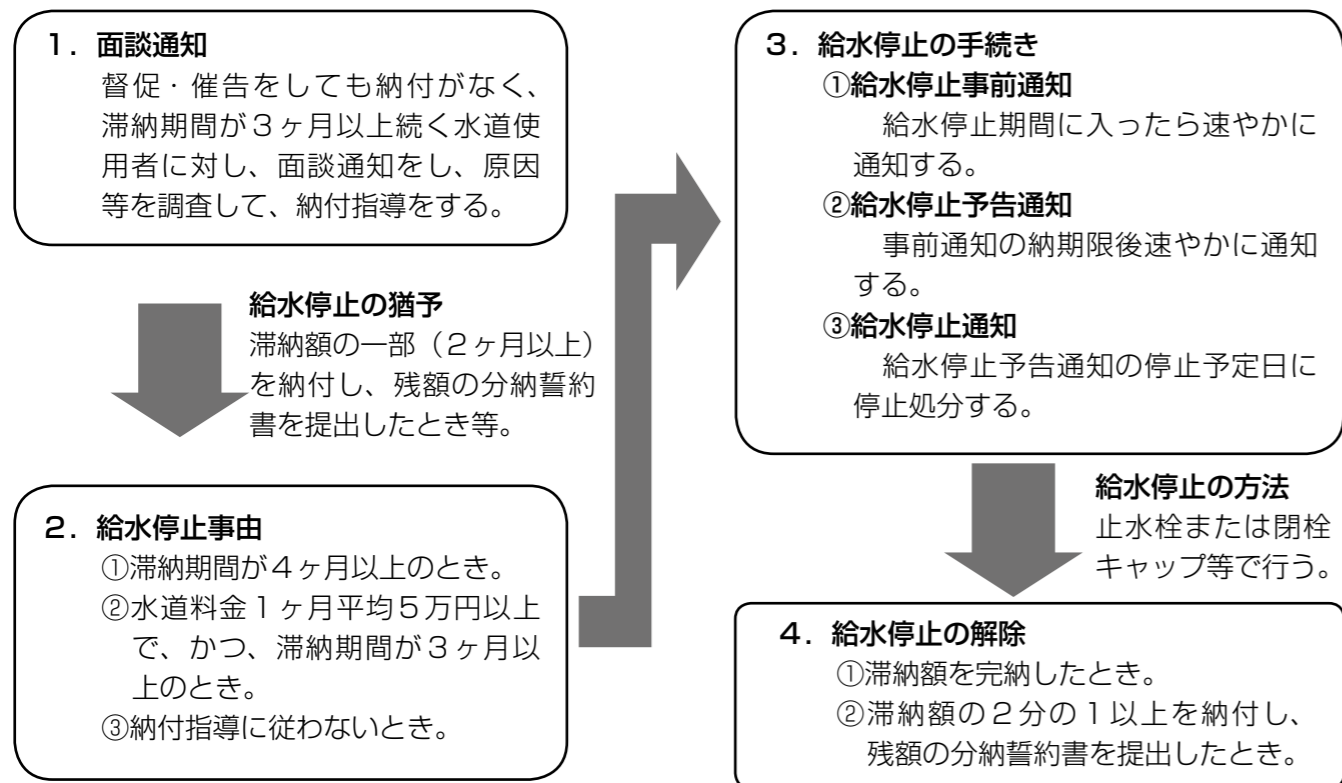 1．面談通知
督促・催告をしても納付がなく、
滞納期間が３ヶ月以上続く水道使
用者に対し、面談通知をし、原因
等を調査して、納付指導をする。
給水停止の猶予
滞納額の一部（２ヶ月以上）
を納付し、残額の分納誓約
書を提出したとき等。
2．給水停止事由
①滞納期間が４ヶ月以上のとき。
②水道料金１ヶ月平均５万円以上
で、かつ、滞納期間が３ヶ月以
上のとき。
③納付指導に従わないとき。
3．給水停止の手続き
①給水停止事前通知
給水停止期間に入ったら速やかに
通知する。
②給水停止予告通知
事前通知の納期限後速やかに通知
する。
③給水停止通知
給水停止予告通知の停止予定日に
停止処分する。
給水停止の方法
止水栓または閉栓
キャップ等で行う。
4．給水停止の解除
①滞納額を完納したとき。
②滞納額の２分の１以上を納付し、
残額の分納誓約書を提出したとき。